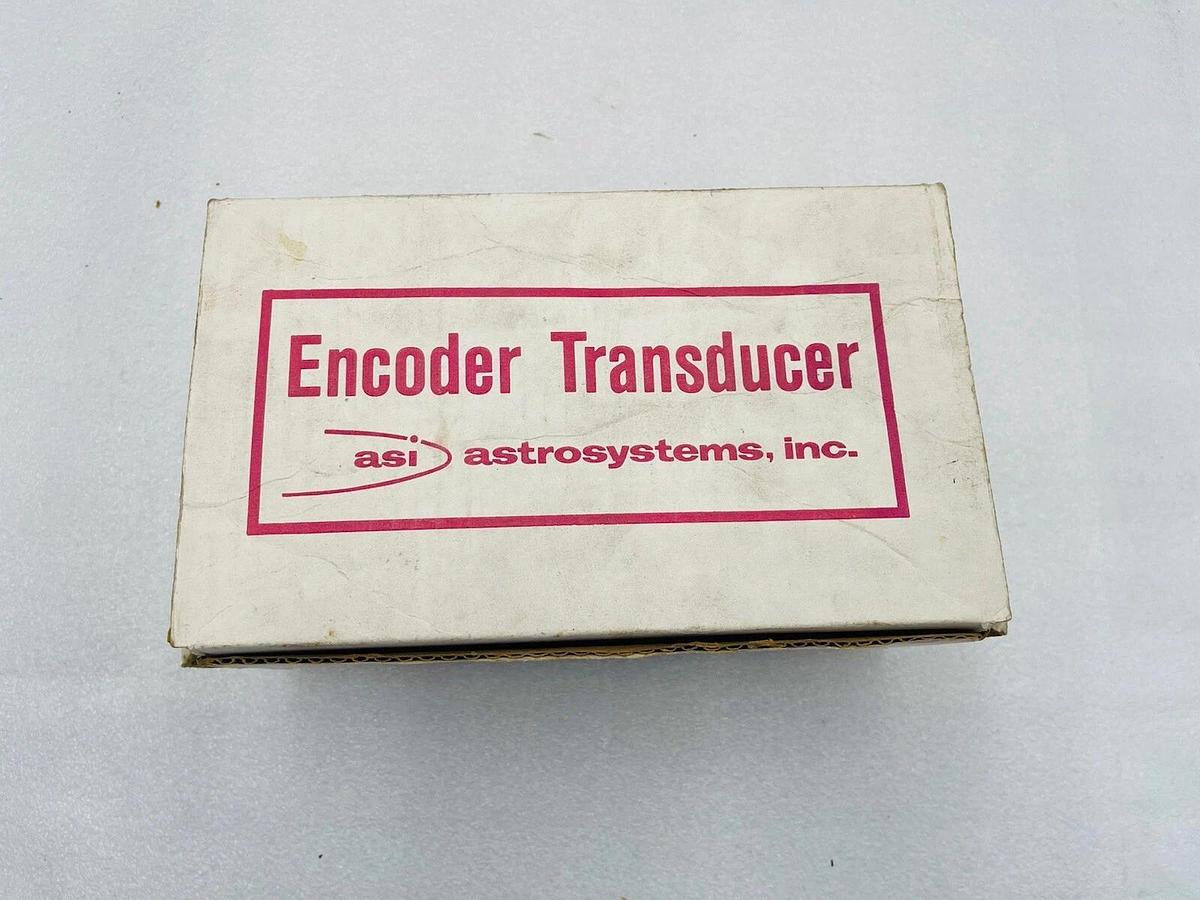 Encoder Transducer
asi astrosystems, inc.